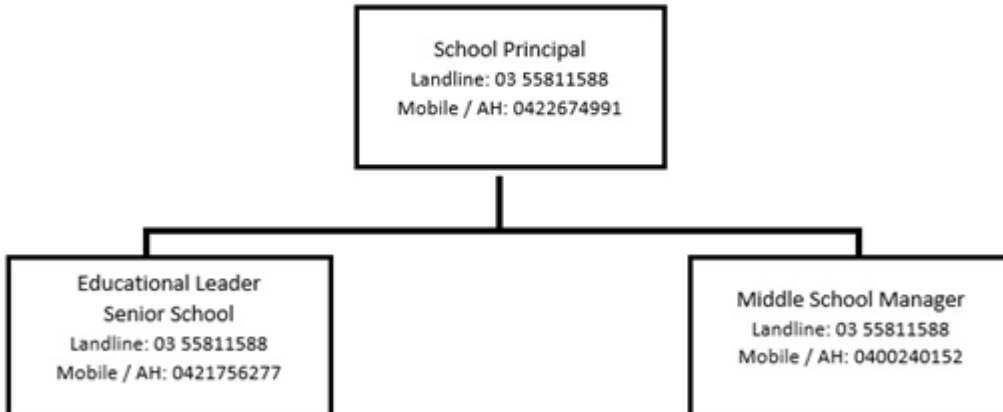 School Principal
Landline: 03 55811588
Mobile / AH: 0422674991
Educational Leader
Senior School
Landline: 03 55811588
Mobile / AH: 0421756277
Middle School Manager
Landline: 03 55811588
Mobile / AH: 0400240152